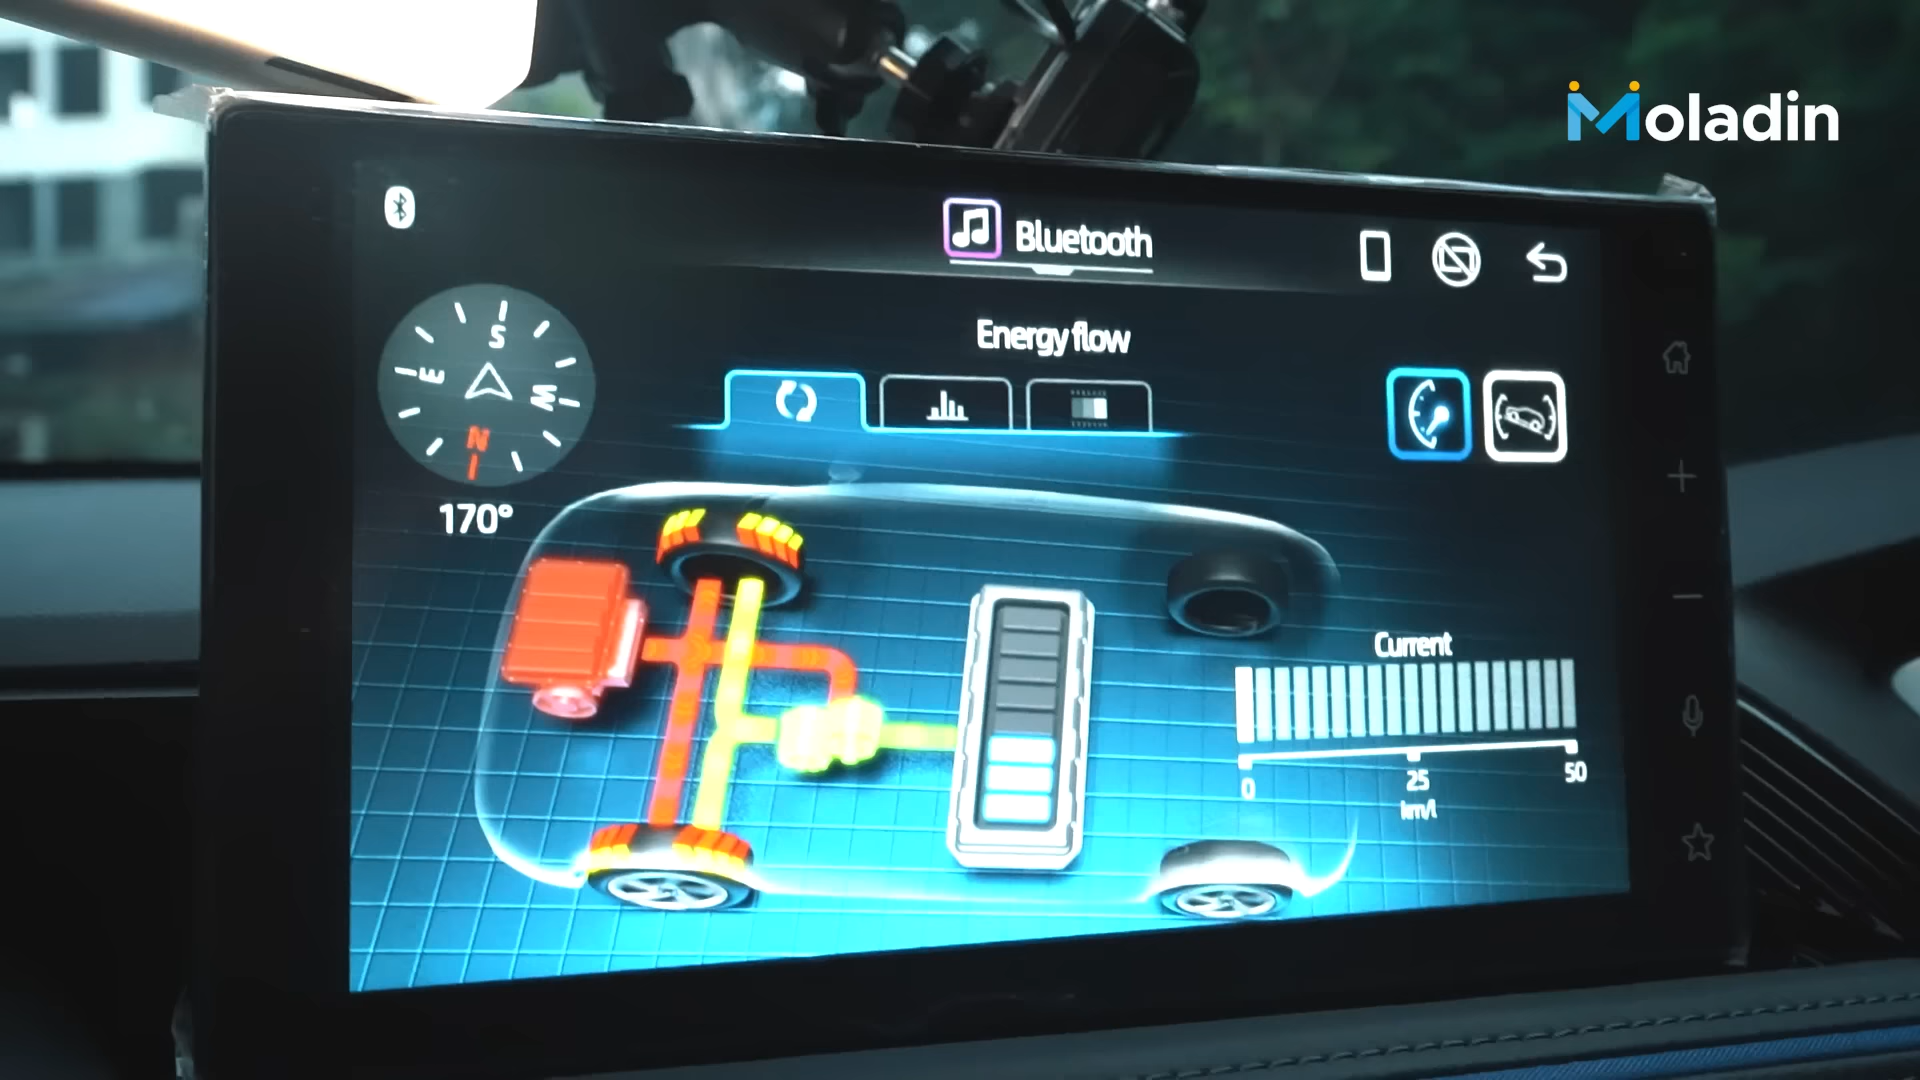 Moladin
Bluetooth
Energy flow
S
E
W
N
170°
Current
0
25
50
km/l